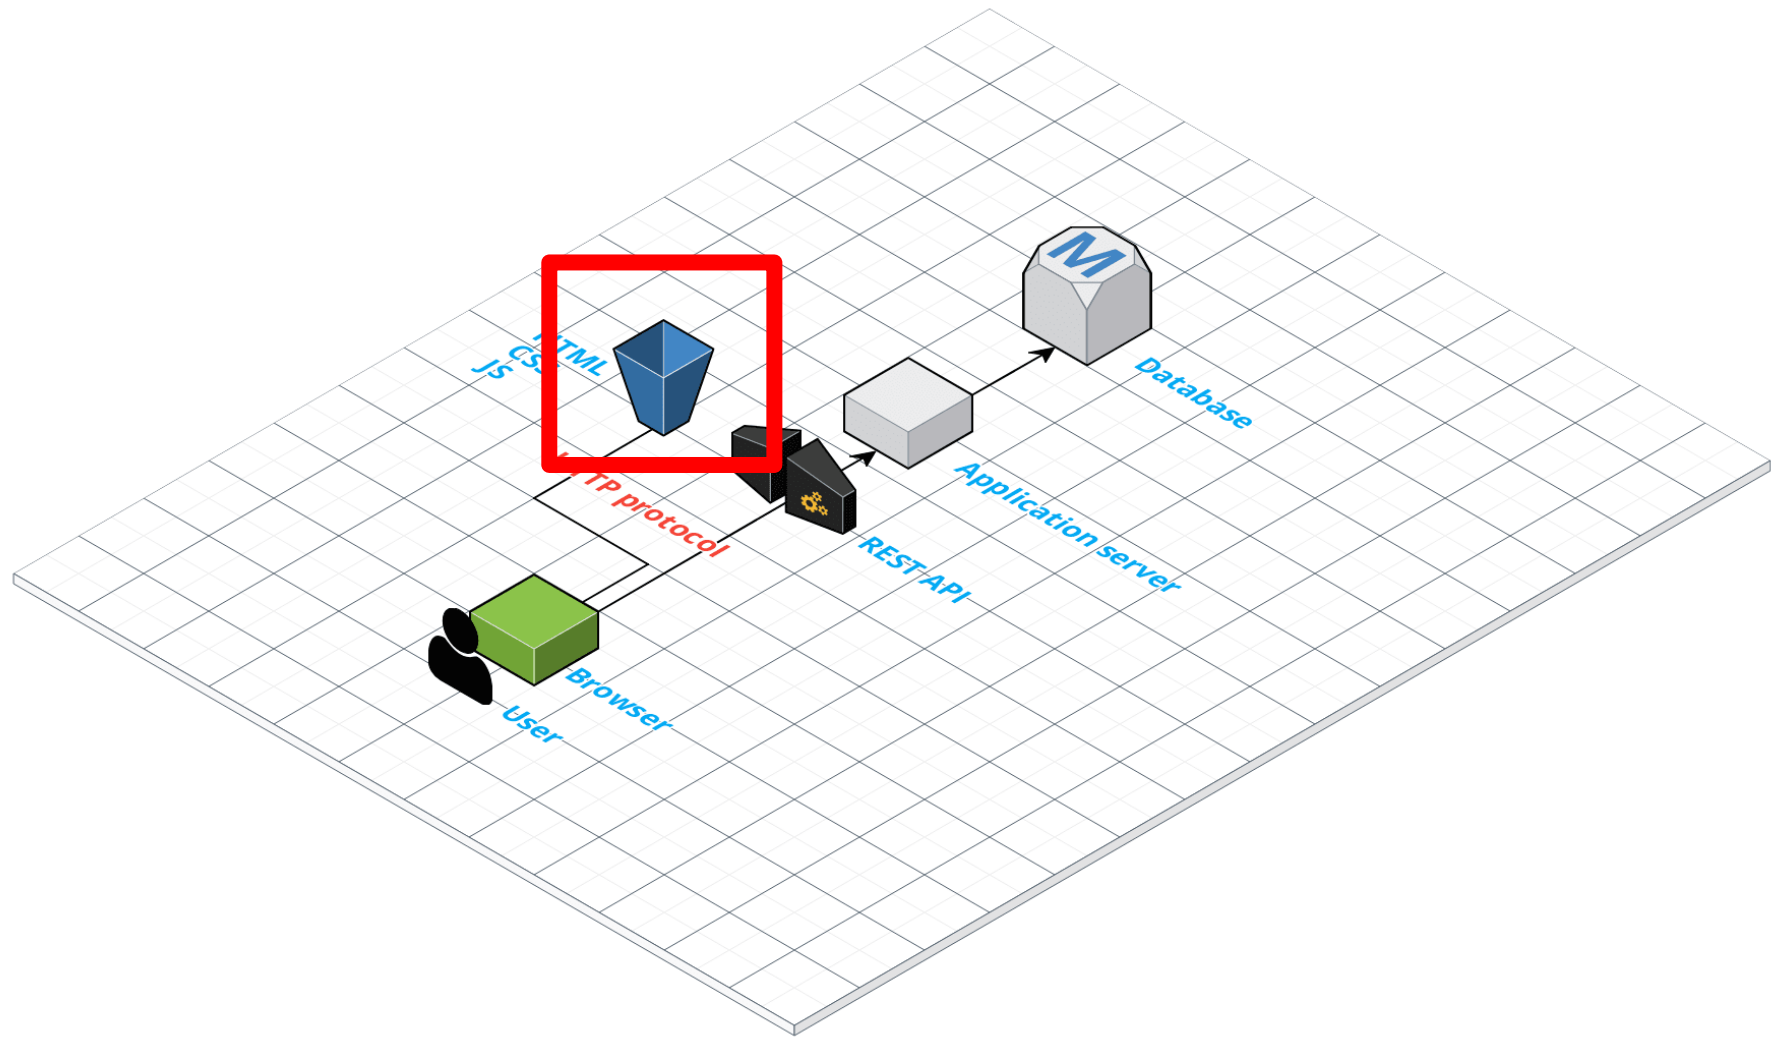 M
Database
HTML
CSS
JS
Application server
HTTP protocol
REST API
Browser
User